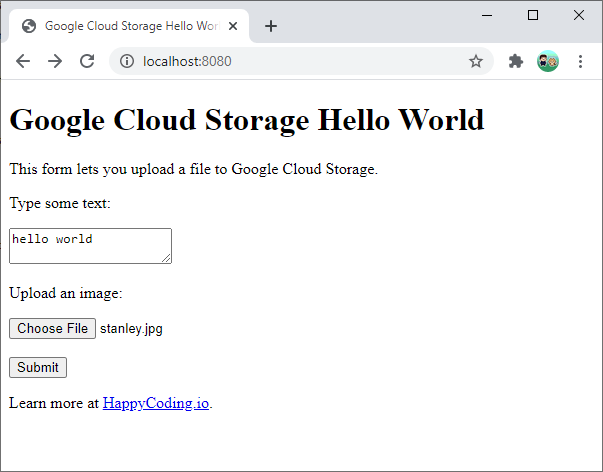 Google Cloud Storage Hello Wor
localhost:8080
Google Cloud Storage Hello World
This form lets you upload a file to Google Cloud Storage.
Type some text:
hello world
Upload an image:
Choose File stanley.jpg
Submit
Learn more at HappyCoding.io.